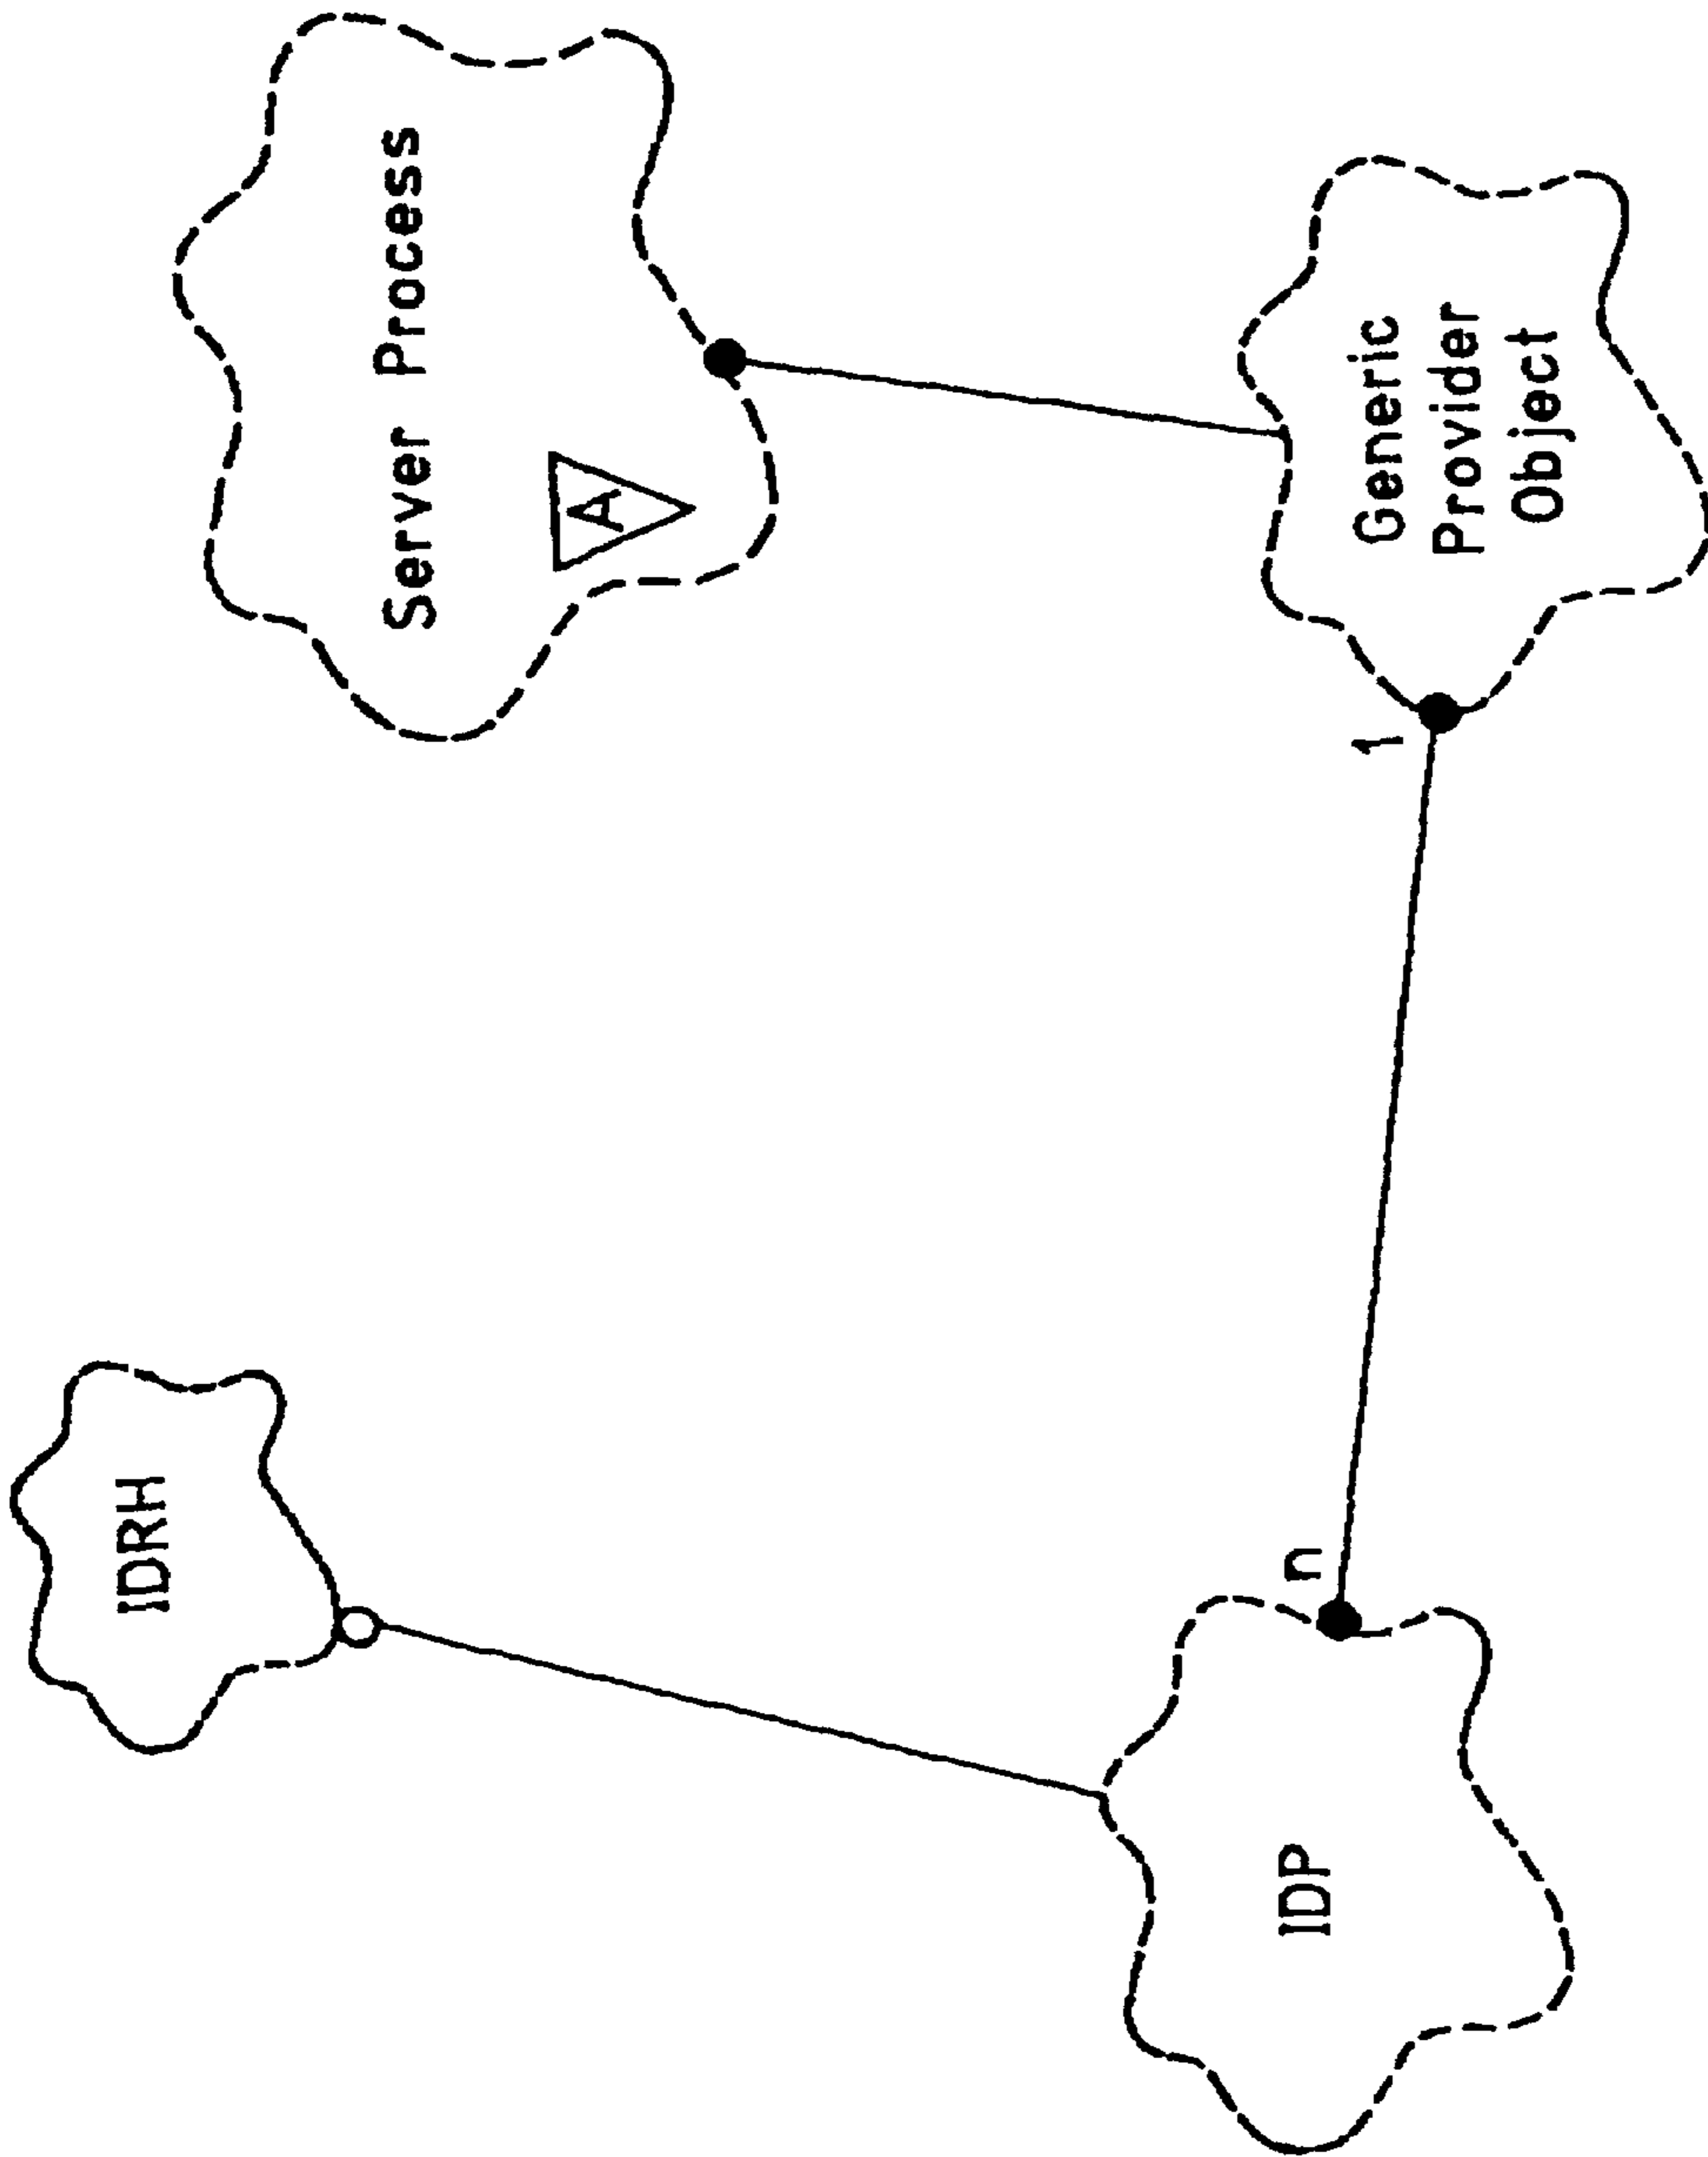 IDRH
Server Process
A
IDP
n
1
Generic
Provider
Object